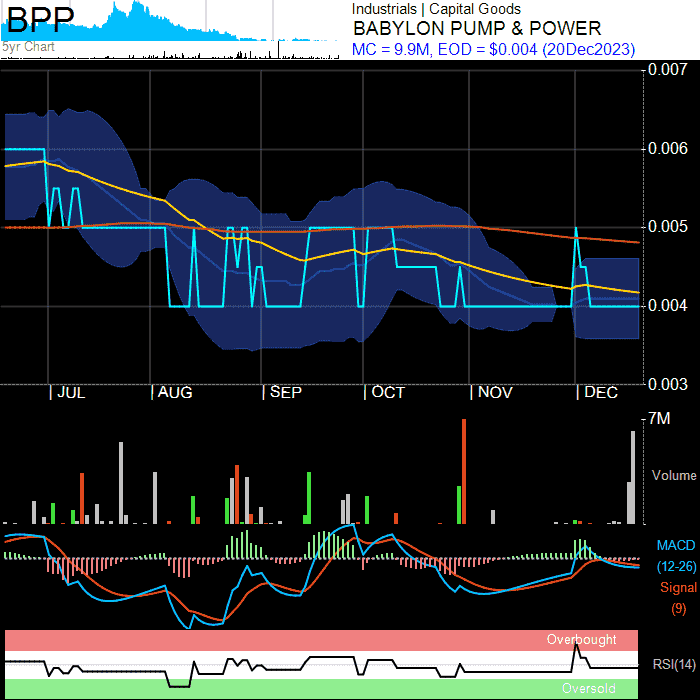 BPP
5yr Chart
Industrials | Capital Goods
BABYLON PUMP & POWER
MC = 9.9M, EOD = $0.004 (20Dec2023)
0.007
0.006
0.005
0.004
0.003
| JUL | AUG | SEP | OCT | NOV | DEC
7M
Volume
MACD
(12-26)
Signal
(9)
Overbought
RSI(14)
Oversold